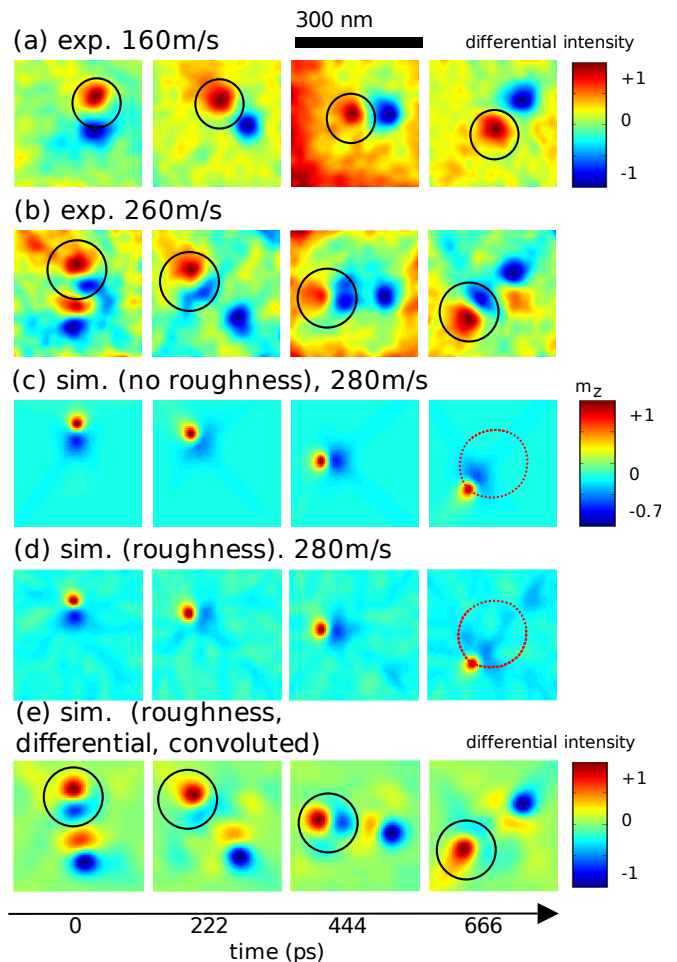 300 nm
(a) exp. 160m/s
differential intensity
+1
0
-1
(b) exp. 260m/s
(c) sim. (no roughness), 280m/s
mz
+1
0
-0.7
(d) sim. (roughness). 280m/s
(e) sim. (roughness,
differential, convoluted)
differential intensity
+1
0
-1
0 222 444 666
time (ps)